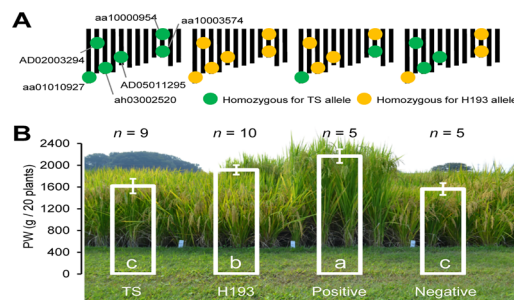 A
aa10000954
aa10003574
AD02003294
aa01010927
AD05011295
ah03002520
Homozygous for TS allele
Homozygous for H193 allele
B
n = 9
n = 10
n = 5
n = 5
PW (g / 20 plants)
2400
2000
1600
1200
800
400
0
c
b
a
c
TS
H193
Positive
Negative